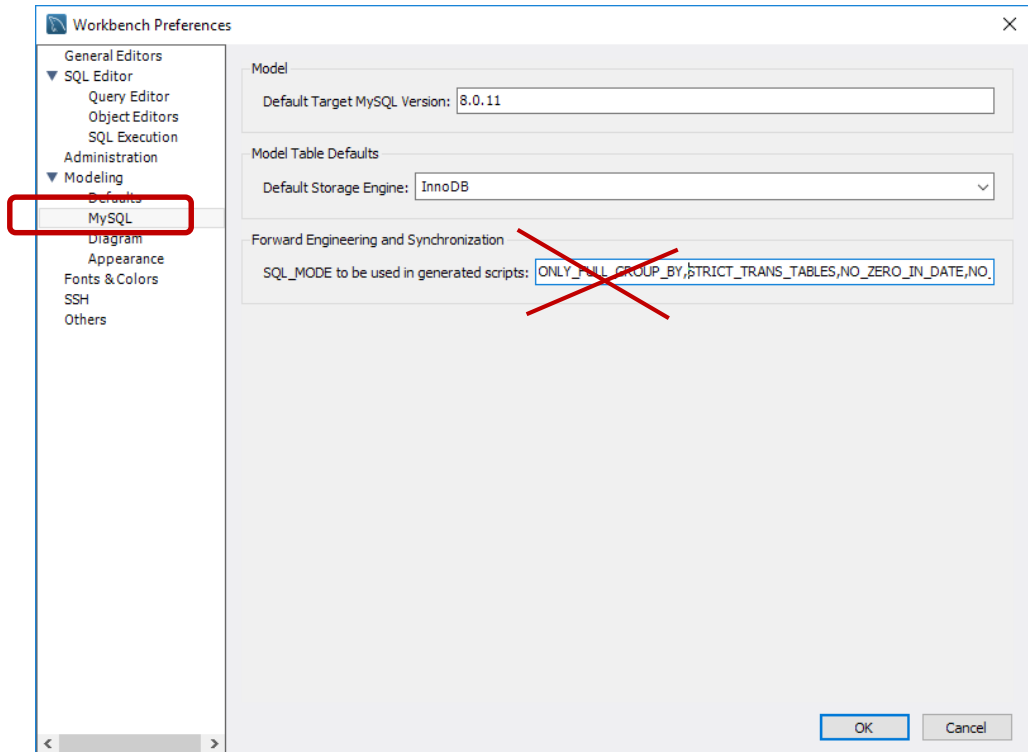 Workbench Preferences
General Editors
SQL Editor
Query Editor
Object Editors
SQL Execution
Administration
Modeling
Defaults
MySQL
Diagram
Appearance
Fonts & Colors
SSH
Others
Model
Default Target MySQL Version: 8.0.11
Model Table Defaults
Default Storage Engine: InnoDB
Forward Engineering and Synchronization
SQL_MODE to be used in generated scripts: ONLY_FULL_GROUP_BY,STRICT_TRANS_TABLES,NO_ZERO_IN_DATE,NO_
OK Cancel